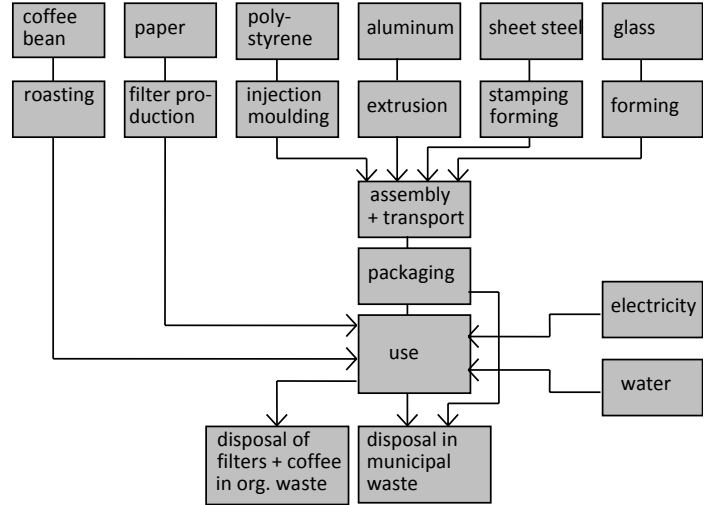 coffee
bean
paper
poly-
styrene
aluminum
sheet steel
glass
roasting
filter pro-
duction
injection
moulding
extrusion
stamping
forming
forming
assembly
+ transport
packaging
electricity
use
water
disposal of
filters + coffee
in org. waste
disposal in
municipal
waste